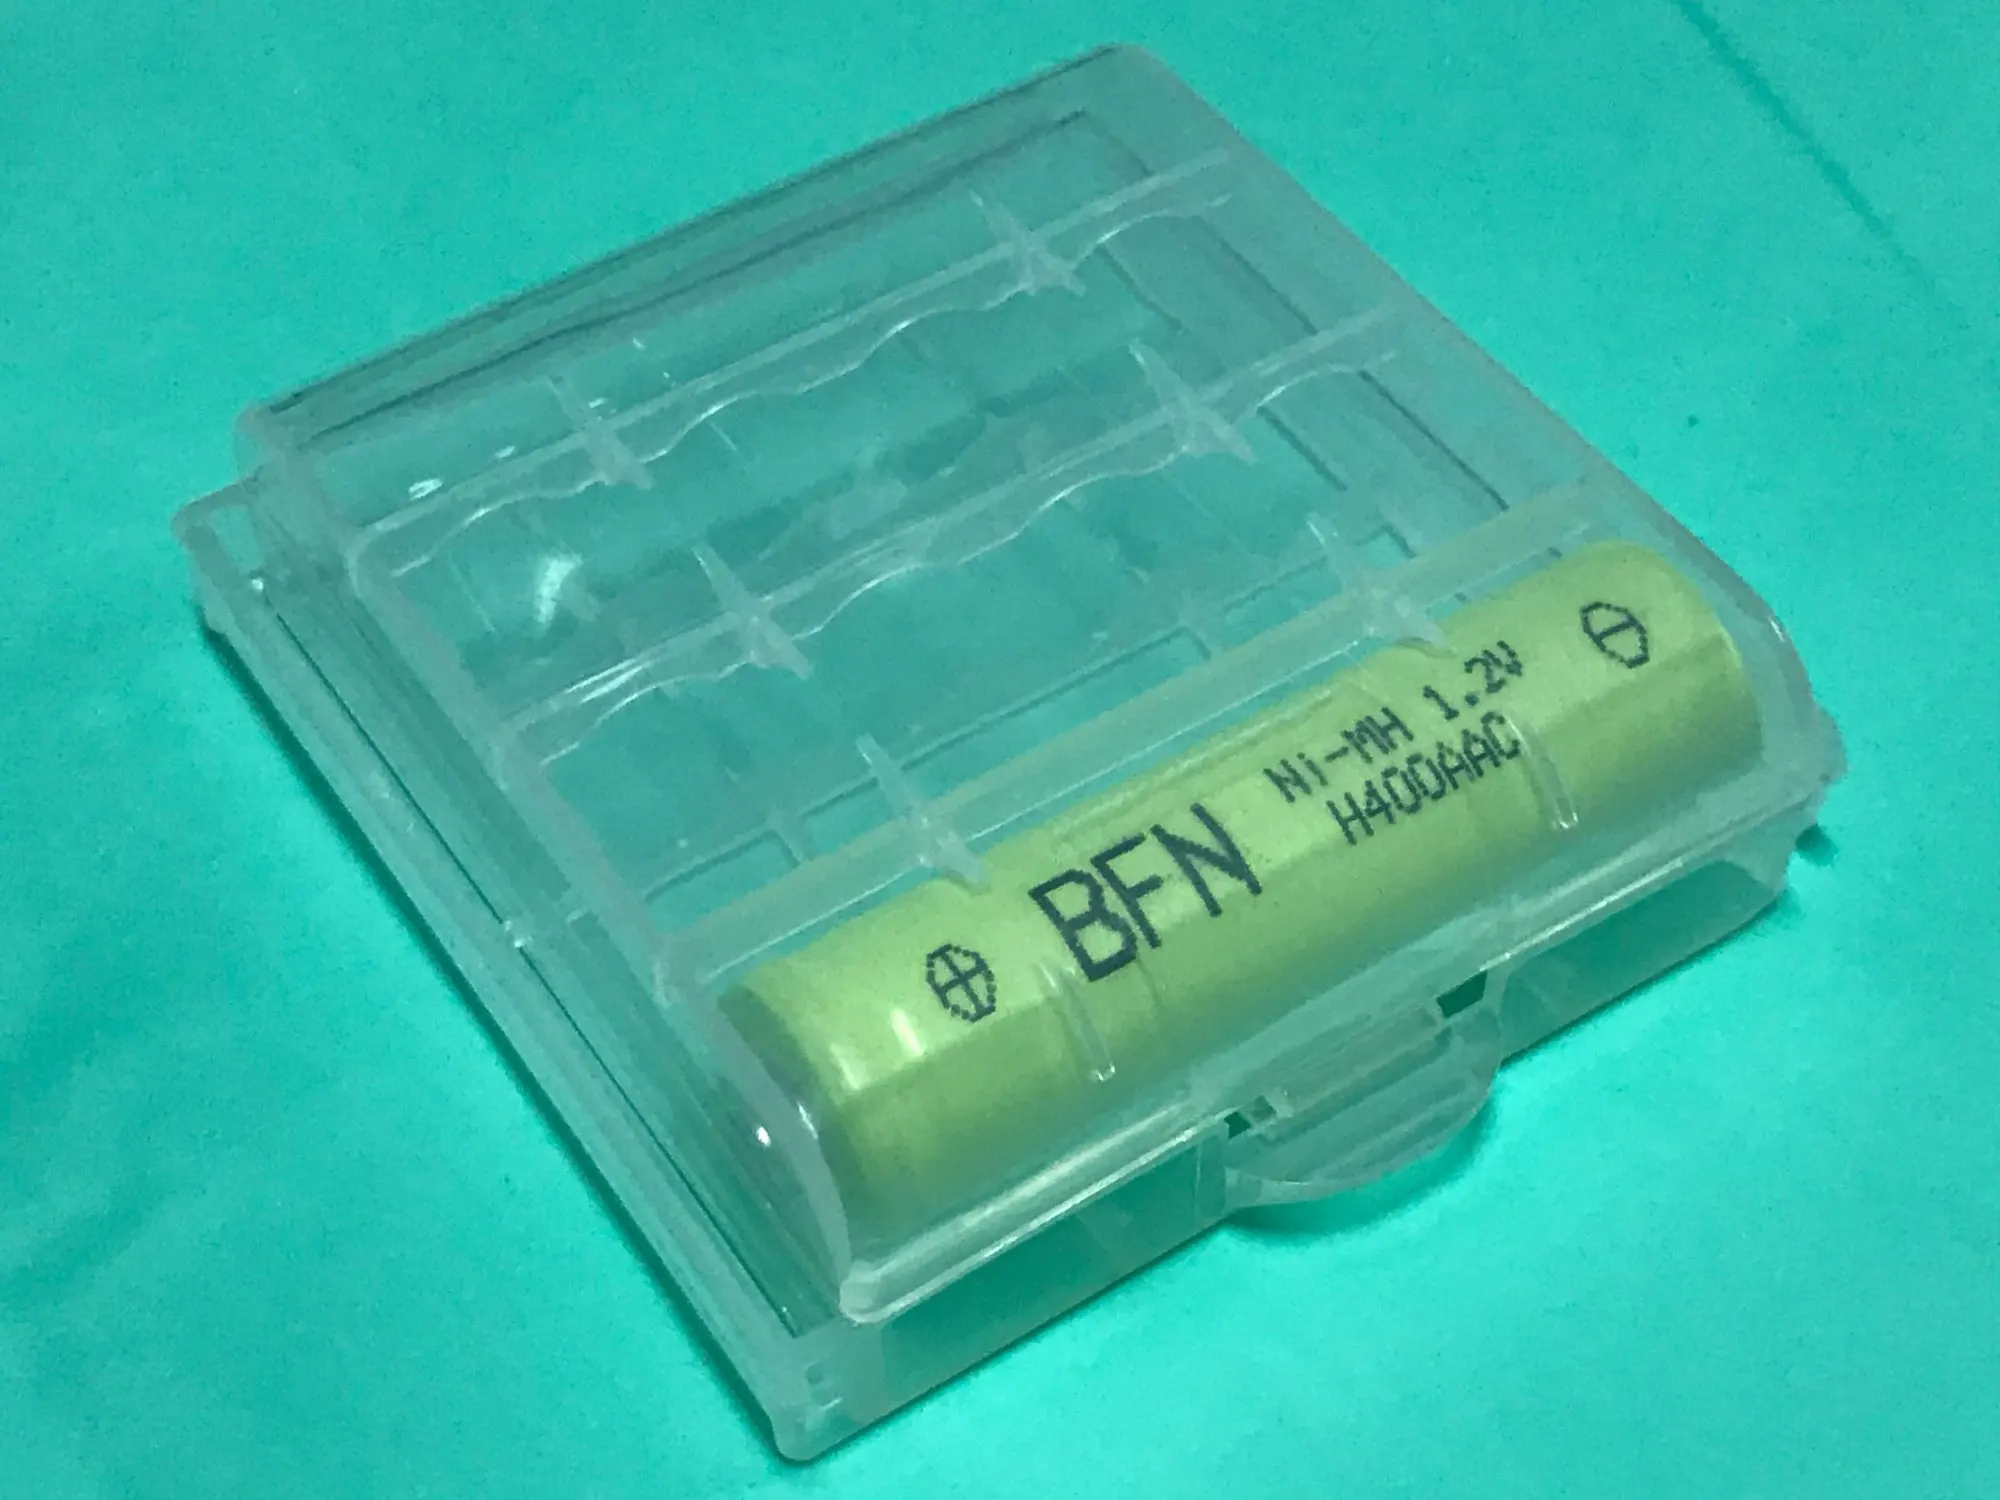 ⊕ BFN Ni-MH 1.2V ⊖
H400AAC